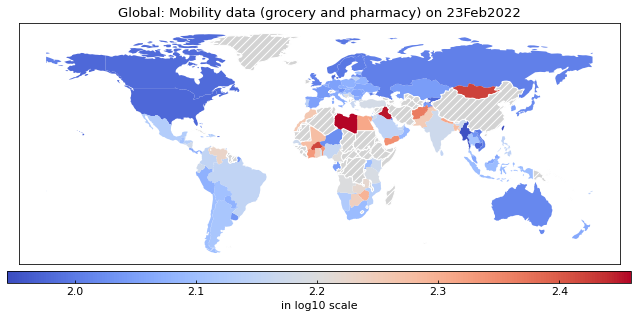 Global: Mobility data (grocery and pharmacy) on 23Feb2022
2.0 2.1 2.2 2.3 2.4
in log10 scale